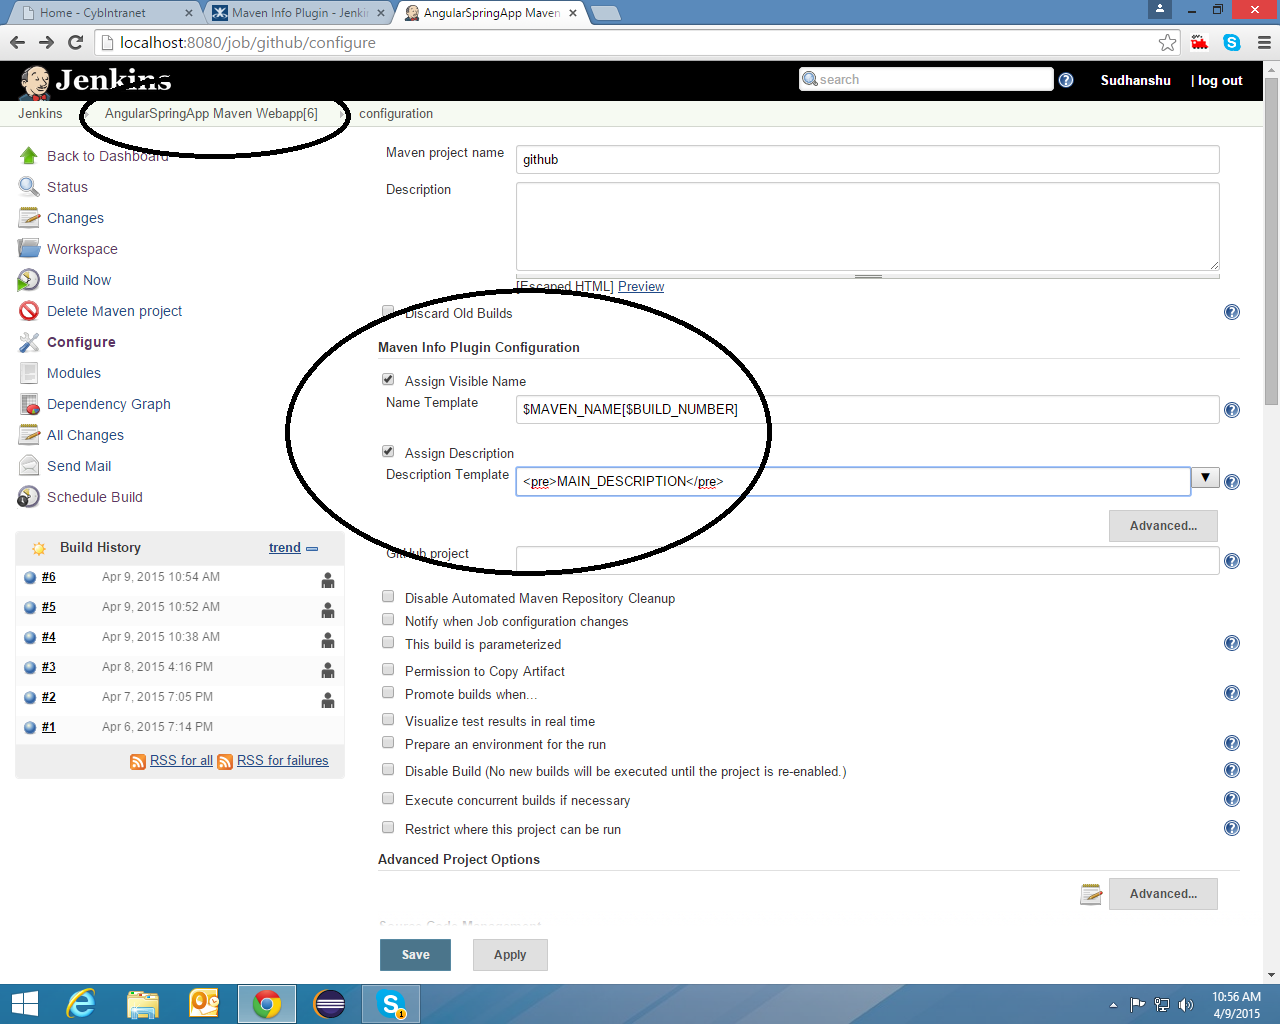 Home - CybIntranet
Maven Info Plugin - Jenki
AngularSpringApp Maven
localhost:8080/job/github/configure
Jenkins
search
Sudhanshu
| log out
Jenkins
AngularSpringApp Maven Webapp[6]
configuration
Back to Dashboard
Status
Changes
Workspace
Build Now
Delete Maven project
Configure
Modules
Dependency Graph
All Changes
Send Mail
Schedule Build
Build History
trend
#6 Apr 9, 2015 10:54 AM
#5 Apr 9, 2015 10:52 AM
#4 Apr 9, 2015 10:38 AM
#3 Apr 8, 2015 4:16 PM
#2 Apr 7, 2015 7:05 PM
#1 Apr 6, 2015 7:14 PM
RSS for all RSS for failures
Maven project name github
Description
[Escaped HTML] Preview
Discard Old Builds
Maven Info Plugin Configuration
Assign Visible Name
Name Template $MAVEN_NAME[$BUILD_NUMBER]
Assign Description
Description Template <pre>MAIN_DESCRIPTION</pre>
Advanced...
GitHub project
Disable Automated Maven Repository Cleanup
Notify when Job configuration changes
This build is parameterized
Permission to Copy Artifact
Promote builds when...
Visualize test results in real time
Prepare an environment for the run
Disable Build (No new builds will be executed until the project is re-enabled.)
Execute concurrent builds if necessary
Restrict where this project can be run
Advanced Project Options
Advanced...
Source Code Management
Save Apply
1
10:56 AM
4/9/2015